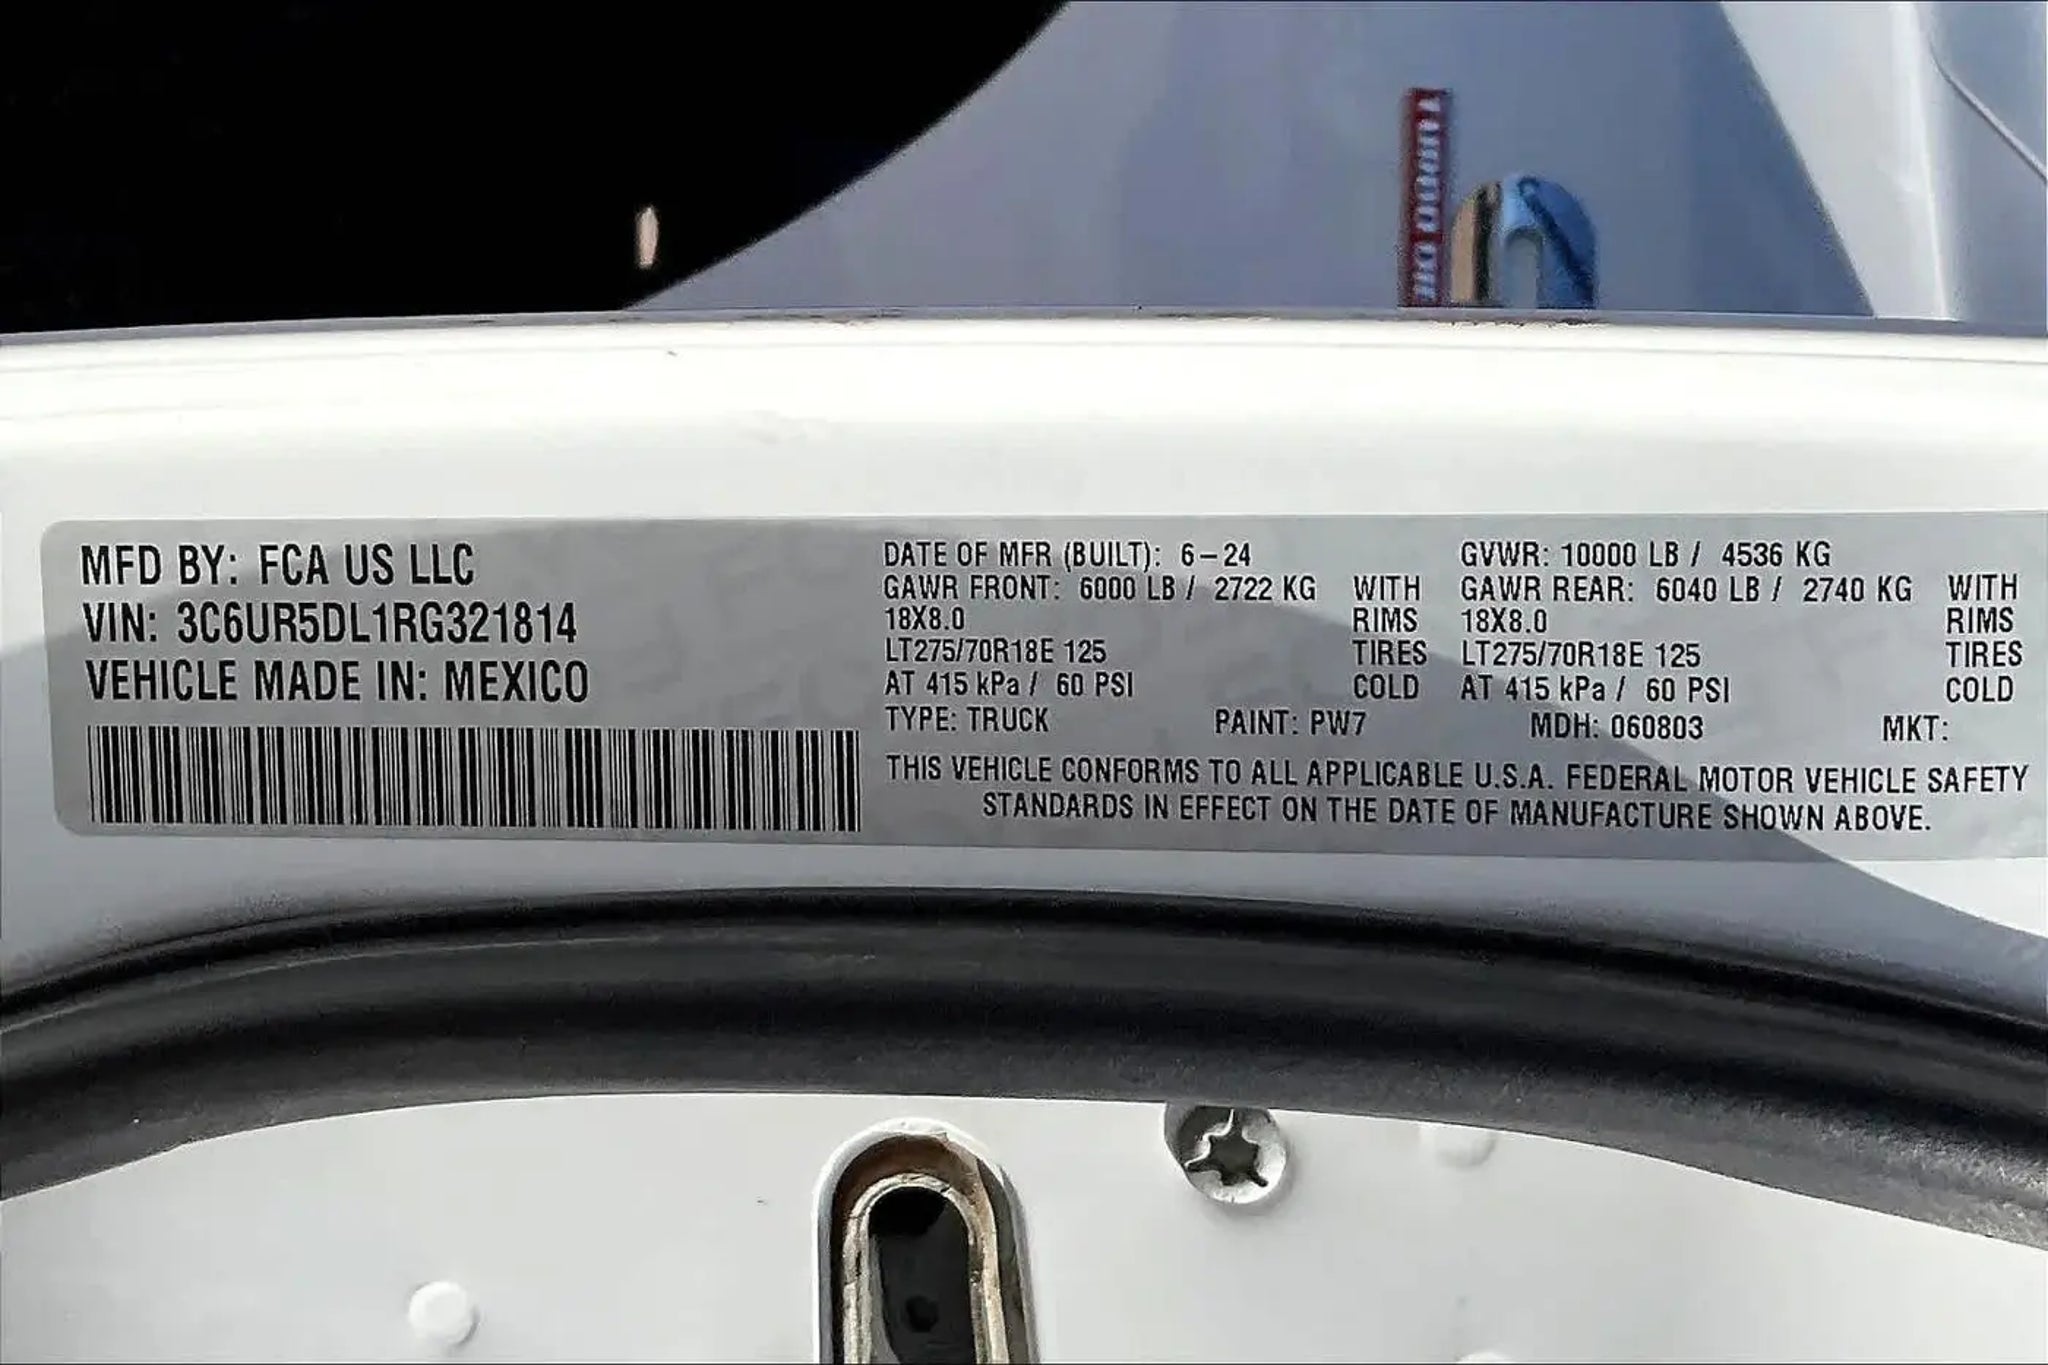 MFD BY: FCA US LLC
VIN: 3C6UR5DL1RG321814
VEHICLE MADE IN: MEXICO
DATE OF MFR (BUILT): 6-24
GAWR FRONT: 6000 LB / 2722 KG WITH
18X8.0 RIMS
LT275/70R18E 125 TIRES
AT 415 kPa / 60 PSI COLD
GVWR: 10000 LB / 4536 KG
GAWR REAR: 6040 LB / 2740 KG WITH
18X8.0 RIMS
LT275/70R18E 125 TIRES
AT 415 kPa / 60 PSI COLD
TYPE: TRUCK PAINT: PW7 MDH: 060803 MKT:
THIS VEHICLE CONFORMS TO ALL APPLICABLE U.S.A. FEDERAL MOTOR VEHICLE SAFETY
STANDARDS IN EFFECT ON THE DATE OF MANUFACTURE SHOWN ABOVE.